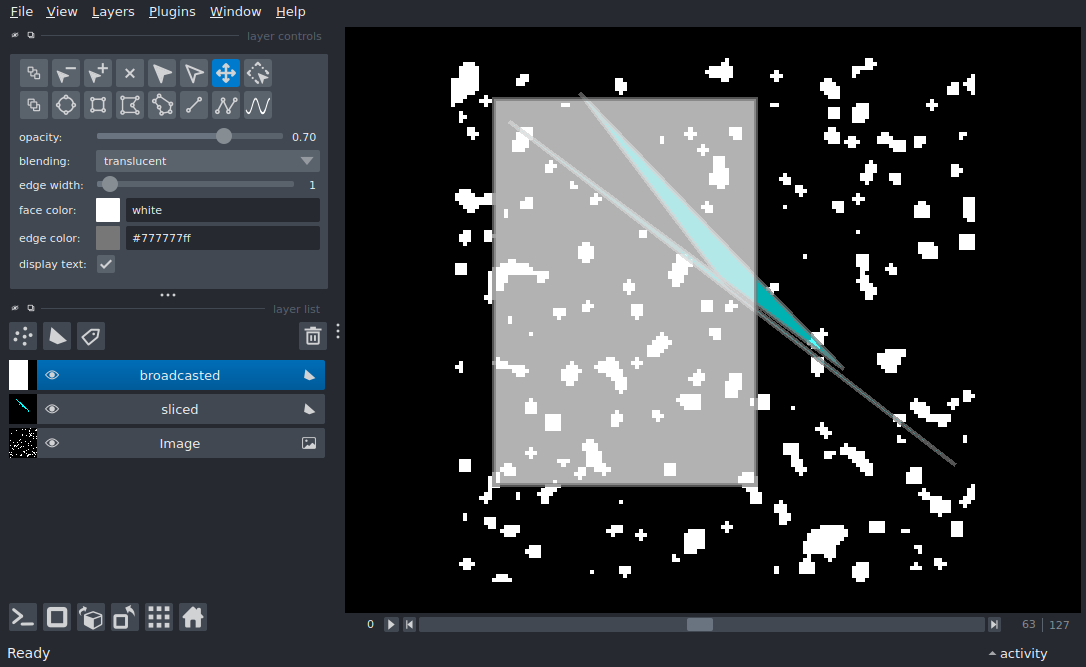 File View Layers Plugins Window Help
layer controls
opacity: 0.70
blending: translucent
edge width: 1
face color: white
edge color: #777777ff
display text:
layer list
broadcasted
sliced
Image
0 63 127
Ready activity